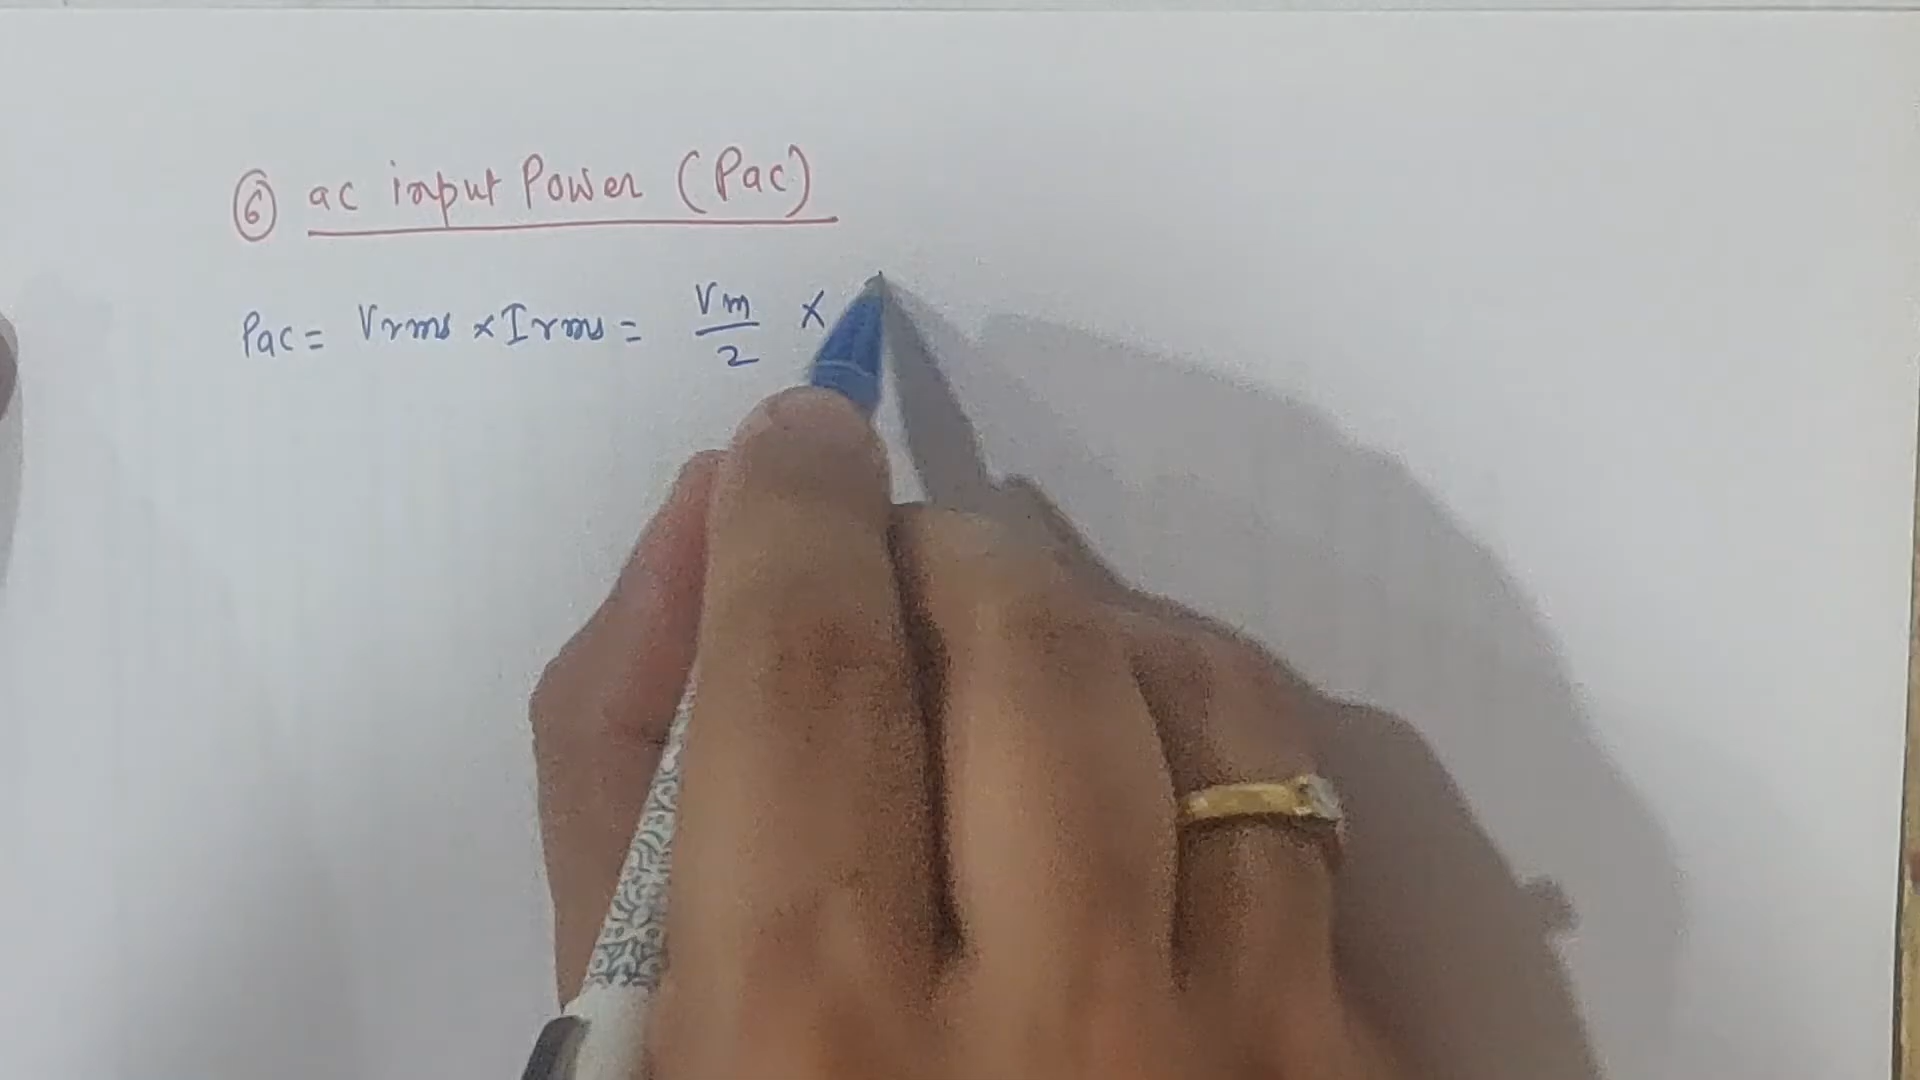 ⑥ ac input Power (Pac)
Pac = Vrms × Irms = Vm/2 ×